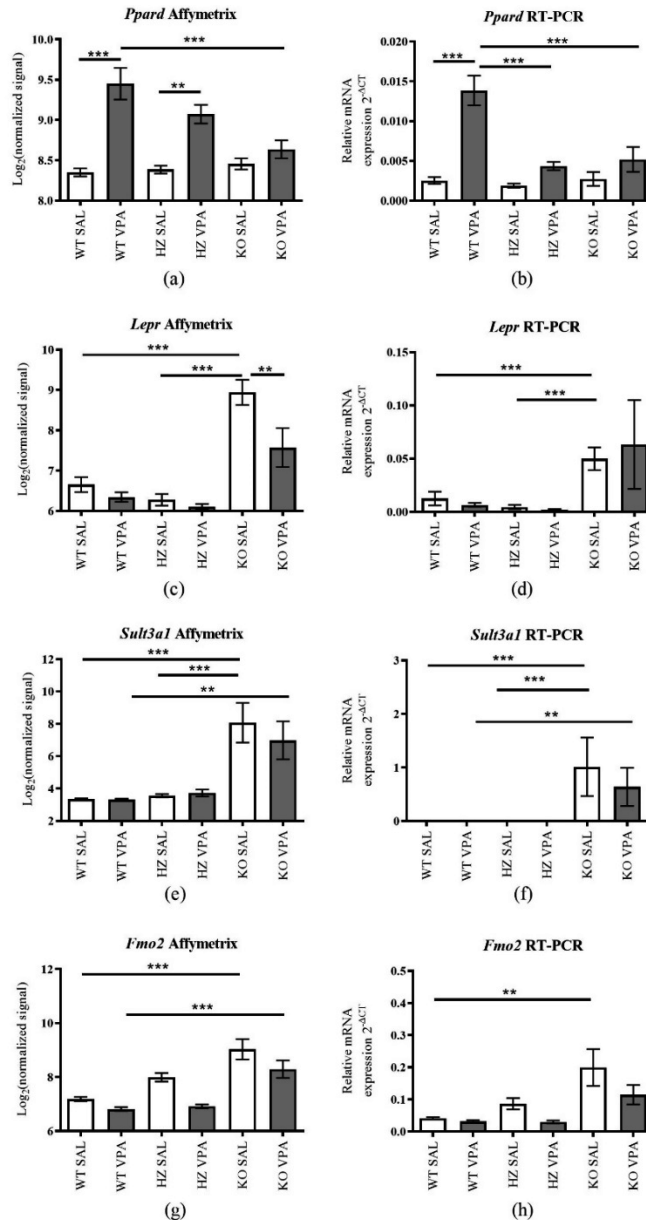 Ppard Affymetrix
Log₂(normalized signal)
10.0
9.5
9.0
8.5
8.0
***
***
**
WT SAL
WT VPA
HZ SAL
HZ VPA
KO SAL
KO VPA
(a)
Ppard RT-PCR
Relative mRNA
expression 2^-ΔCT
0.020
0.015
0.010
0.005
0.000
***
***
***
WT SAL
WT VPA
HZ SAL
HZ VPA
KO SAL
KO VPA
(b)
Lepr Affymetrix
Log₂(normalized signal)
10
9
8
7
6
***
***
**
WT SAL
WT VPA
HZ SAL
HZ VPA
KO SAL
KO VPA
(c)
Lepr RT-PCR
Relative mRNA
expression 2^-ΔCT
0.15
0.10
0.05
0.00
***
***
WT SAL
WT VPA
HZ SAL
HZ VPA
KO SAL
KO VPA
(d)
Sult3a1 Affymetrix
Log₂(normalized signal)
12
10
8
6
4
2
***
***
**
WT SAL
WT VPA
HZ SAL
HZ VPA
KO SAL
KO VPA
(e)
Sult3a1 RT-PCR
Relative mRNA
expression 2^-ΔCT
3
2
1
0
***
***
**
WT SAL
WT VPA
HZ SAL
HZ VPA
KO SAL
KO VPA
(f)
Fmo2 Affymetrix
Log₂(normalized signal)
12
10
8
6
***
***
WT SAL
WT VPA
HZ SAL
HZ VPA
KO SAL
KO VPA
(g)
Fmo2 RT-PCR
Relative mRNA
expression 2^-ΔCT
0.5
0.4
0.3
0.2
0.1
0.0
**
WT SAL
WT VPA
HZ SAL
HZ VPA
KO SAL
KO VPA
(h)